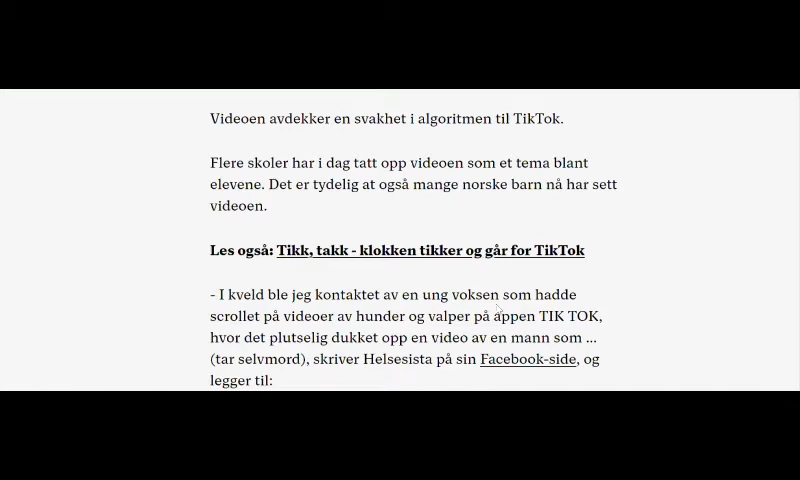 Videoen avdekker en svakhet i algoritmen til TikTok.
Flere skoler har i dag tatt opp videoen som et tema blant
elevene. Det er tydelig at også mange norske barn nå har sett
videoen.
Les også: Tikk, takk - klokken tikker og går for TikTok
- I kveld ble jeg kontaktet av en ung voksen som hadde
scrollet på videoer av hunder og valper på appen TIK TOK,
hvor det plutselig dukket opp en video av en mann som ...
(tar selvmord), skriver Helsesista på sin Facebook-side, og
legger til: